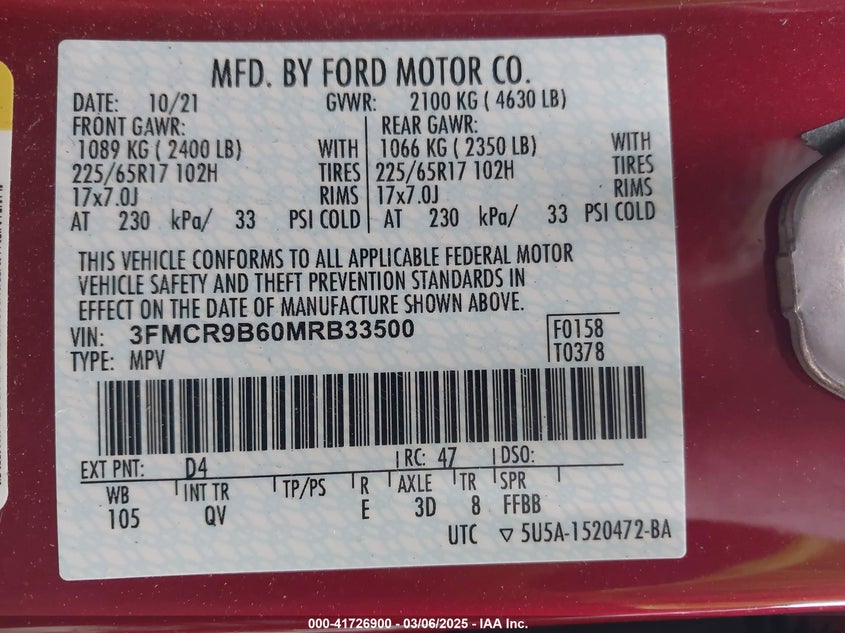 MFD. BY FORD MOTOR CO.
DATE: 10/21 GVWR: 2100 KG ( 4630 LB)
FRONT GAWR: REAR GAWR:
1089 KG ( 2400 LB) WITH 1066 KG ( 2350 LB) WITH
225/65R17 102H TIRES 225/65R17 102H TIRES
17x7.0J RIMS 17x7.0J RIMS
AT 230 kPa/ 33 PSI COLD AT 230 kPa/ 33 PSI COLD
THIS VEHICLE CONFORMS TO ALL APPLICABLE FEDERAL MOTOR
VEHICLE SAFETY AND THEFT PREVENTION STANDARDS IN
EFFECT ON THE DATE OF MANUFACTURE SHOWN ABOVE.
VIN: 3FMCR9B60MRB33500 F0158
TYPE: MPV T0378
EXT PNT: D4 RC: 47 DSO:
WB INT TR TP/PS R AXLE TR SPR
105 QV E 3D 8 FFBB
UTC ▽ 5U5A-1520472-BA
000-41726900 - 03/06/2025 - IAA Inc.